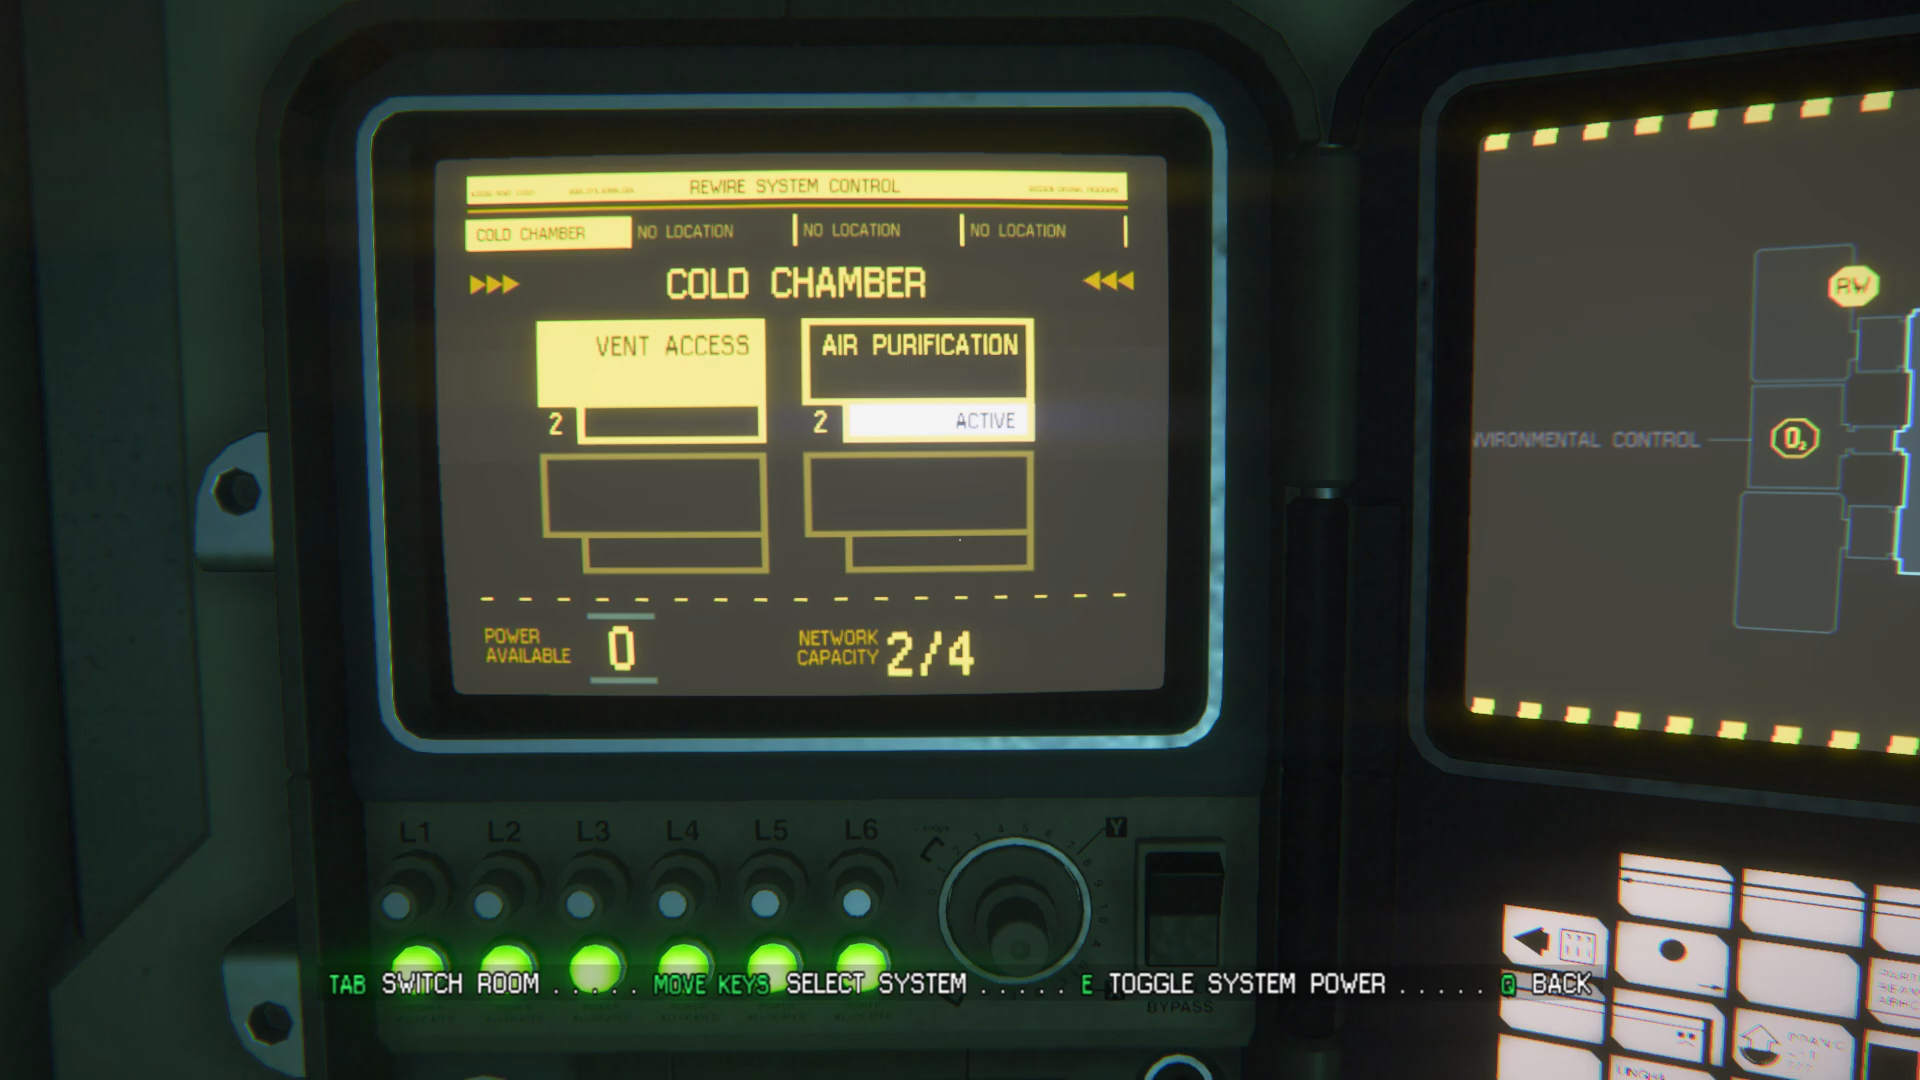 REWIRE SYSTEM CONTROL
COLD CHAMBER
NO LOCATION
NO LOCATION
NO LOCATION
COLD CHAMBER
VENT ACCESS
AIR PURIFICATION
2
2 ACTIVE
POWER AVAILABLE
0
NETWORK CAPACITY
2/4
RW
NVIRONMENTAL CONTROL
O2
L1 L2 L3 L4 L5 L6
Y
TAB SWITCH ROOM ..... MOVE KEYS SELECT SYSTEM ...... E TOGGLE SYSTEM POWER ...... Q BACK
BYPASS